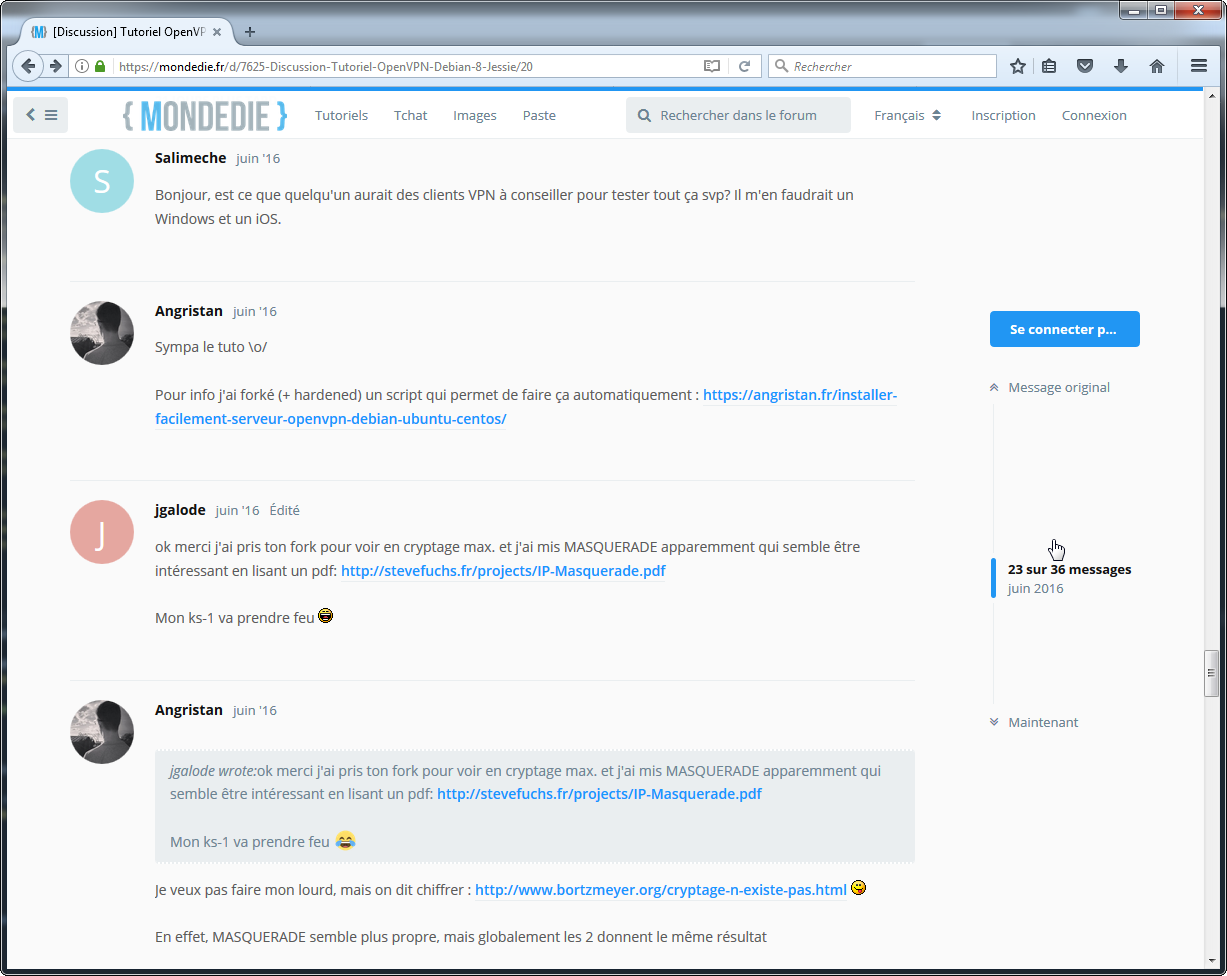 {M} [Discussion] Tutoriel OpenVP
https://mondedie.fr/d/7625-Discussion-Tutoriel-OpenVPN-Debian-8-Jessie/20
Rechercher
{ MONDEDIE }
Tutoriels
Tchat
Images
Paste
Rechercher dans le forum
Français
Inscription
Connexion
S
Salimeche juin '16
Bonjour, est ce que quelqu'un aurait des clients VPN à conseiller pour tester tout ça svp? Il m'en faudrait un
Windows et un iOS.
Angristan juin '16
Sympa le tuto \o/
Pour info j'ai forké (+ hardened) un script qui permet de faire ça automatiquement : https://angristan.fr/installer-
facilement-serveur-openvpn-debian-ubuntu-centos/
J
jgalode juin '16 Édité
ok merci j'ai pris ton fork pour voir en cryptage max. et j'ai mis MASQUERADE apparemment qui semble être
intéressant en lisant un pdf: http://stevefuchs.fr/projects/IP-Masquerade.pdf
Mon ks-1 va prendre feu
Angristan juin '16
jgalode wrote:ok merci j'ai pris ton fork pour voir en cryptage max. et j'ai mis MASQUERADE apparemment qui
semble être intéressant en lisant un pdf: http://stevefuchs.fr/projects/IP-Masquerade.pdf
Mon ks-1 va prendre feu
Je veux pas faire mon lourd, mais on dit chiffrer : http://www.bortzmeyer.org/cryptage-n-existe-pas.html
En effet, MASQUERADE semble plus propre, mais globalement les 2 donnent le même résultat
Se connecter p...
Message original
23 sur 36 messages
juin 2016
Maintenant